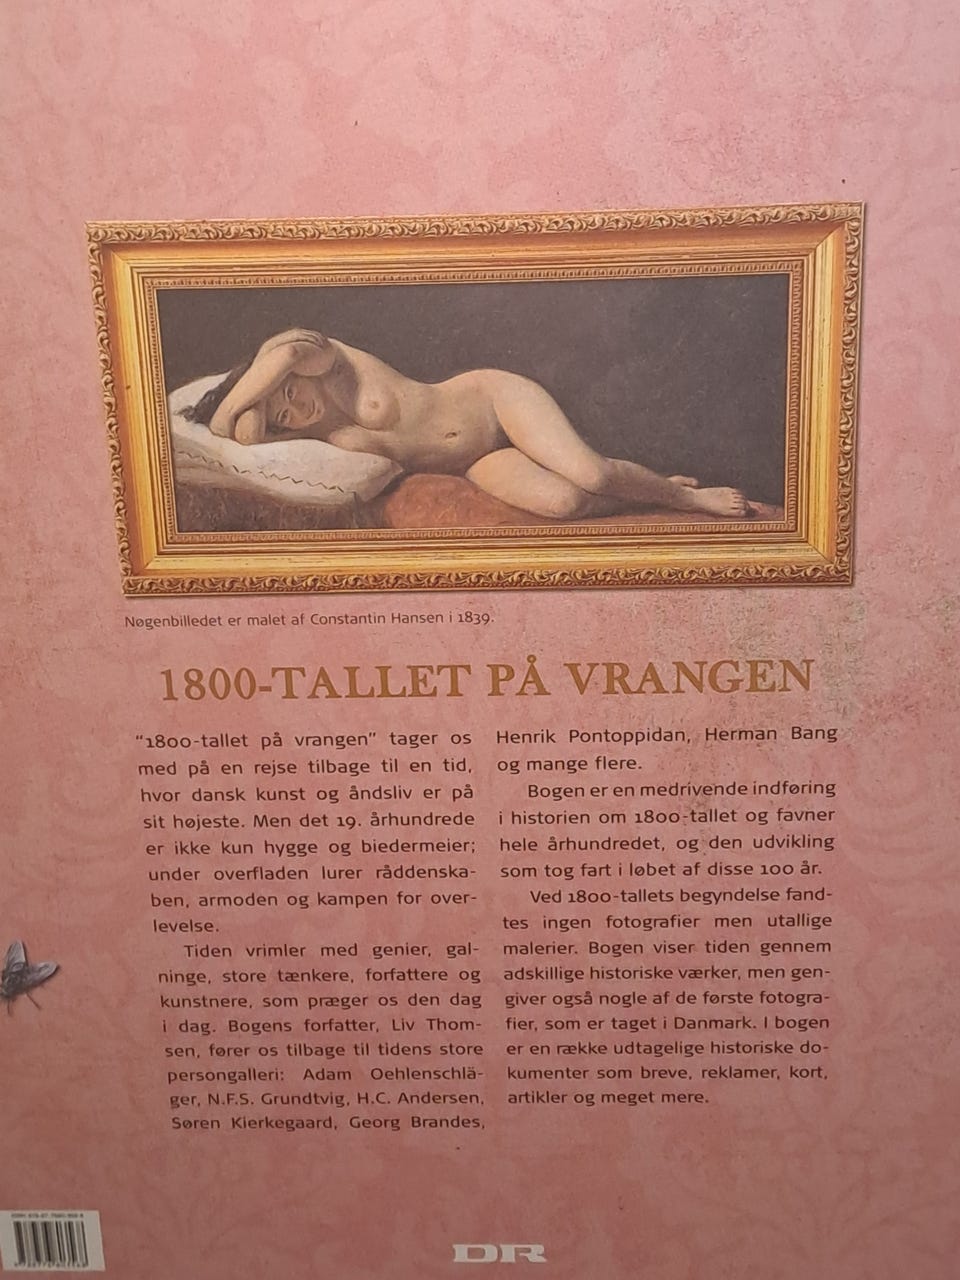 Nøgenbilledet er malet af Constantin Hansen i 1839.
1800-TALLET PÅ VRANGEN
"1800-tallet på vrangen" tager os
med på en rejse tilbage til en tid,
hvor dansk kunst og åndsliv er på
sit højeste. Men det 19. århundrede
er ikke kun hygge og biedermeier;
under overfladen lurer råddenska-
ben, armoden og kampen for over-
levelse.
Tiden vrimler med genier, gal-
ninge, store tænkere, forfattere og
kunstnere, som præger os den dag
i dag. Bogens forfatter, Liv Thom-
sen, fører os tilbage til tidens store
persongalleri: Adam Oehlenschlä-
ger, N.F.S. Grundtvig, H.C. Andersen,
Søren Kierkegaard, Georg Brandes,
Henrik Pontoppidan, Herman Bang
og mange flere.
Bogen er en medrivende indføring
i historien om 1800-tallet og favner
hele århundredet, og den udvikling
som tog fart i løbet af disse 100 år.
Ved 1800-tallets begyndelse fand-
tes ingen fotografier men utallige
malerier. Bogen viser tiden gennem
adskillige historiske værker, men gen-
giver også nogle af de første fotogra-
fier, som er taget i Danmark. I bogen
er en række udtagelige historiske do-
kumenter som breve, reklamer, kort,
artikler og meget mere.
DR